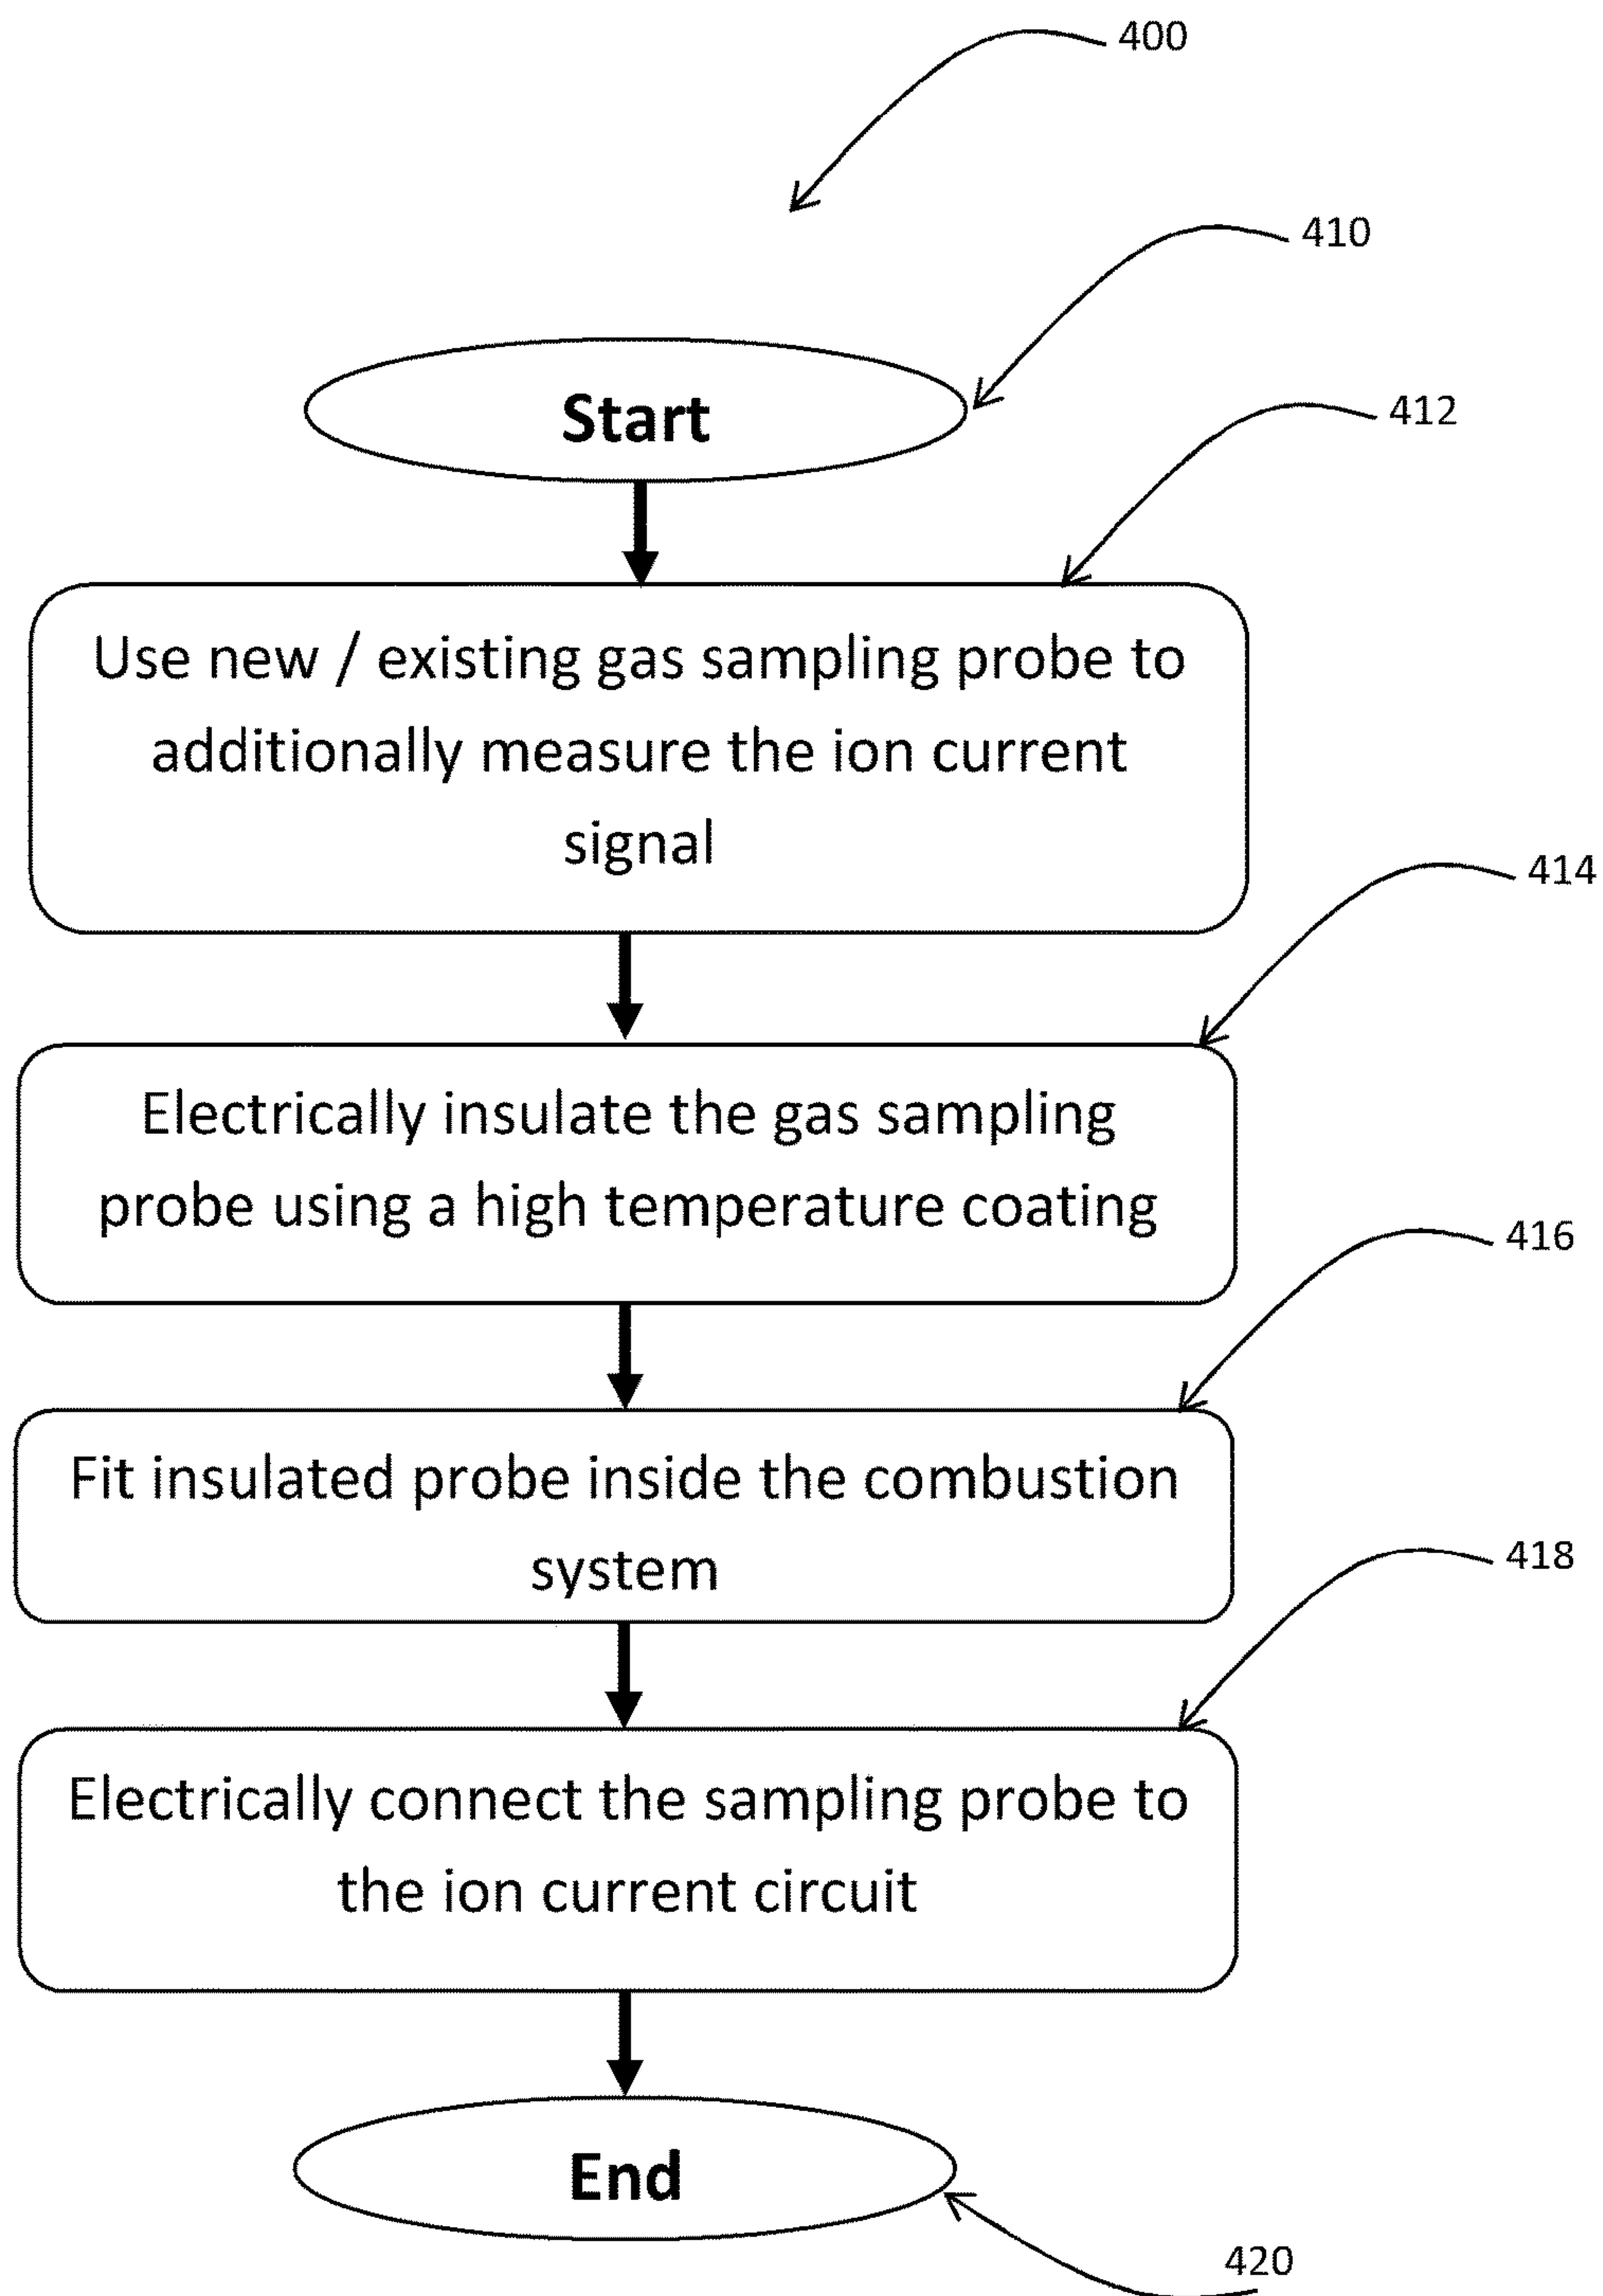 400
410
Start
412
Use new / existing gas sampling probe to
additionally measure the ion current
signal
414
Electrically insulate the gas sampling
probe using a high temperature coating
416
Fit insulated probe inside the combustion
system
418
Electrically connect the sampling probe to
the ion current circuit
End
420